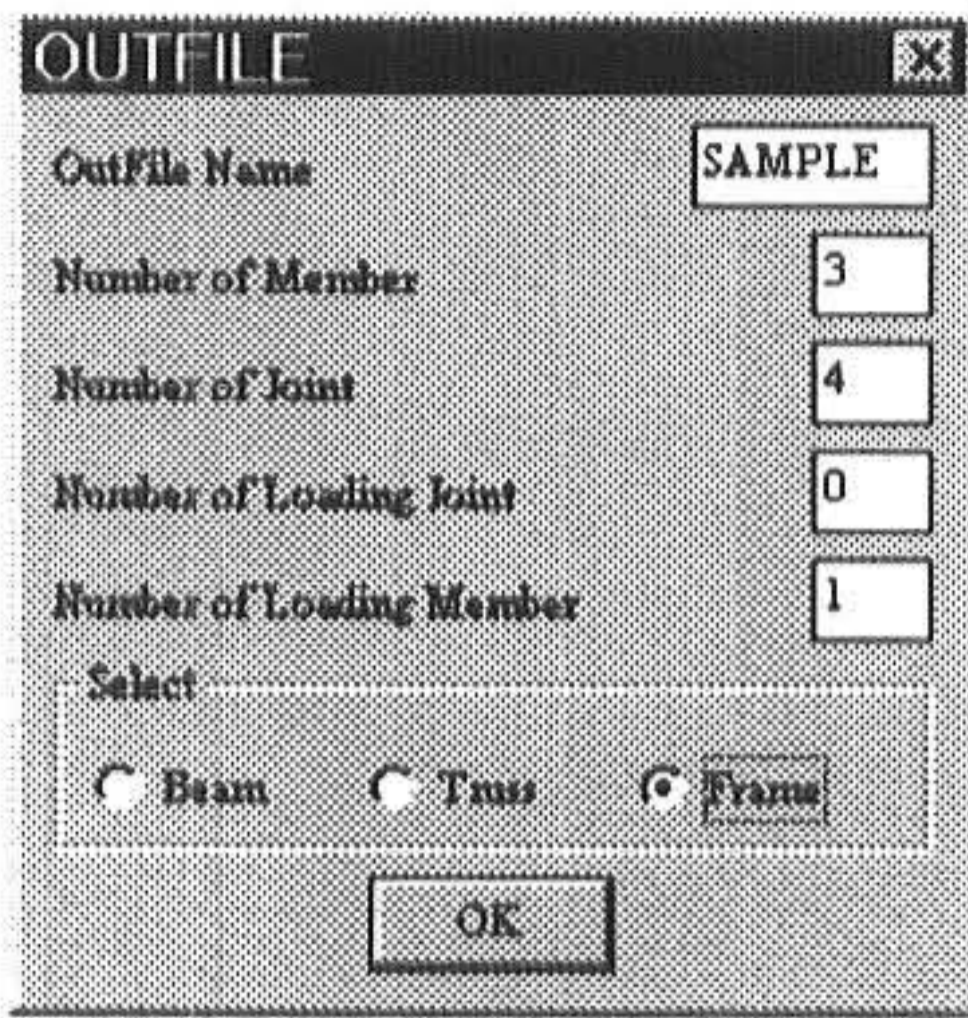 OUTFILE
OutFile Name SAMPLE
Number of Member 3
Number of Joint 4
Number of Loading Joint 0
Number of Loading Member 1
Select
Beam Truss Frame
OK